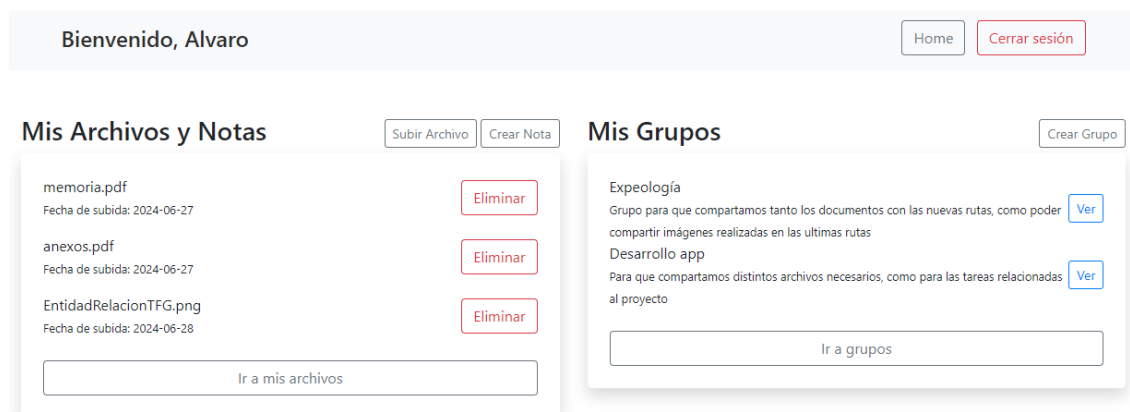 Bienvenido, Alvaro
Home
Cerrar sesión
Mis Archivos y Notas
Subir Archivo
Crear Nota
memoria.pdf
Fecha de subida: 2024-06-27
Eliminar
anexos.pdf
Fecha de subida: 2024-06-27
Eliminar
EntidadRelacionTFG.png
Fecha de subida: 2024-06-28
Eliminar
Ir a mis archivos
Mis Grupos
Crear Grupo
Expeología
Grupo para que compartamos tanto los documentos con las nuevas rutas, como poder
compartir imágenes realizadas en las ultimas rutas
Ver
Desarrollo app
Para que compartamos distintos archivos necesarios, como para las tareas relacionadas
al proyecto
Ver
Ir a grupos